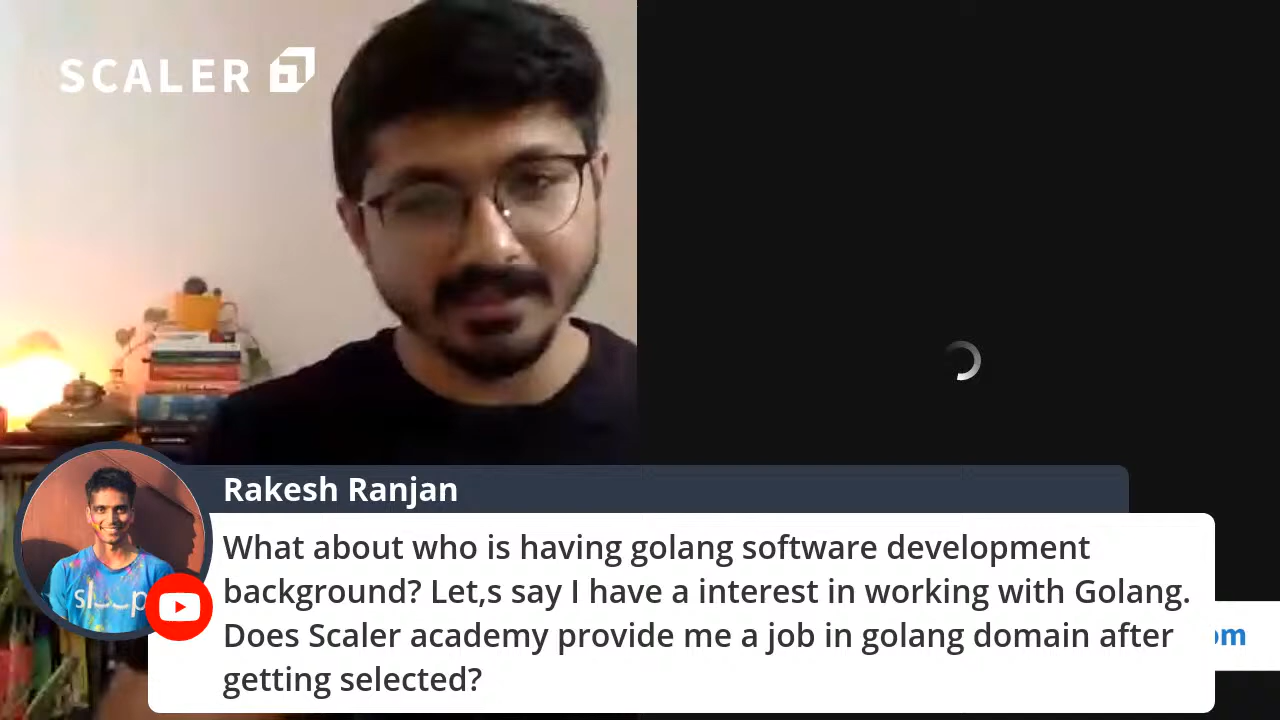 SCALER
Rakesh Ranjan
What about who is having golang software development
background? Let,s say I have a interest in working with Golang.
Does Scaler academy provide me a job in golang domain after
getting selected?
om